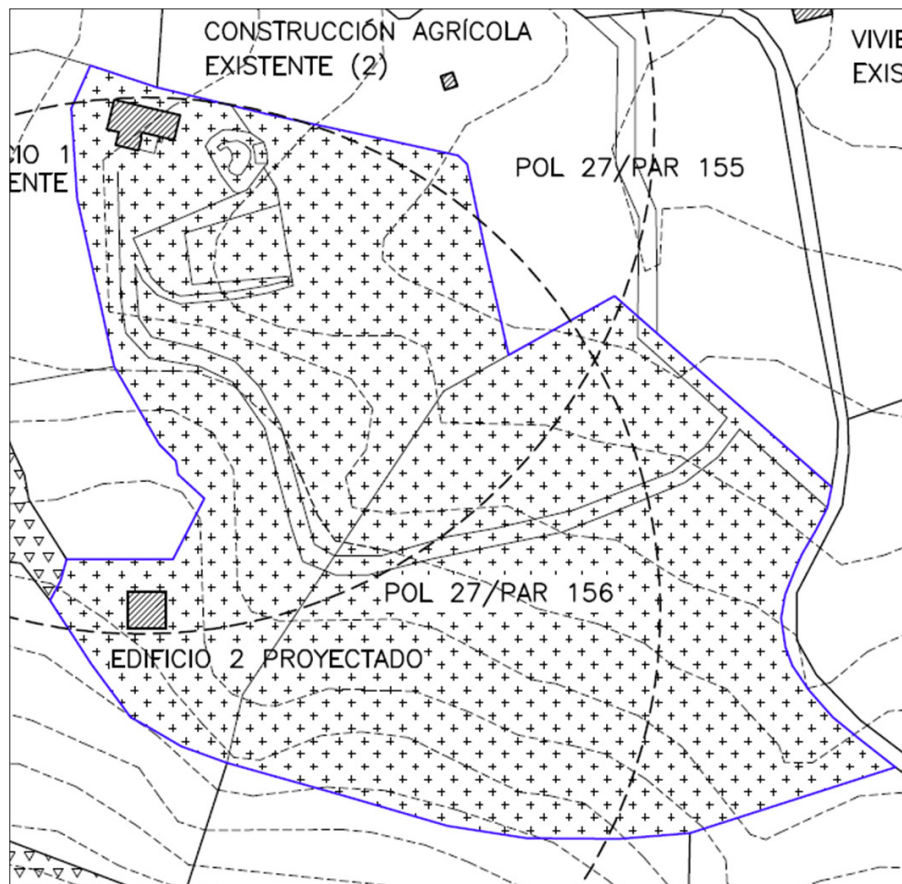 CONSTRUCCIÓN AGRÍCOLA
EXISTENTE (2)
VIVIE
EXIS
CIO 1
ENTE
POL 27/PAR 155
POL 27/PAR 156
EDIFICIO 2 PROYECTADO